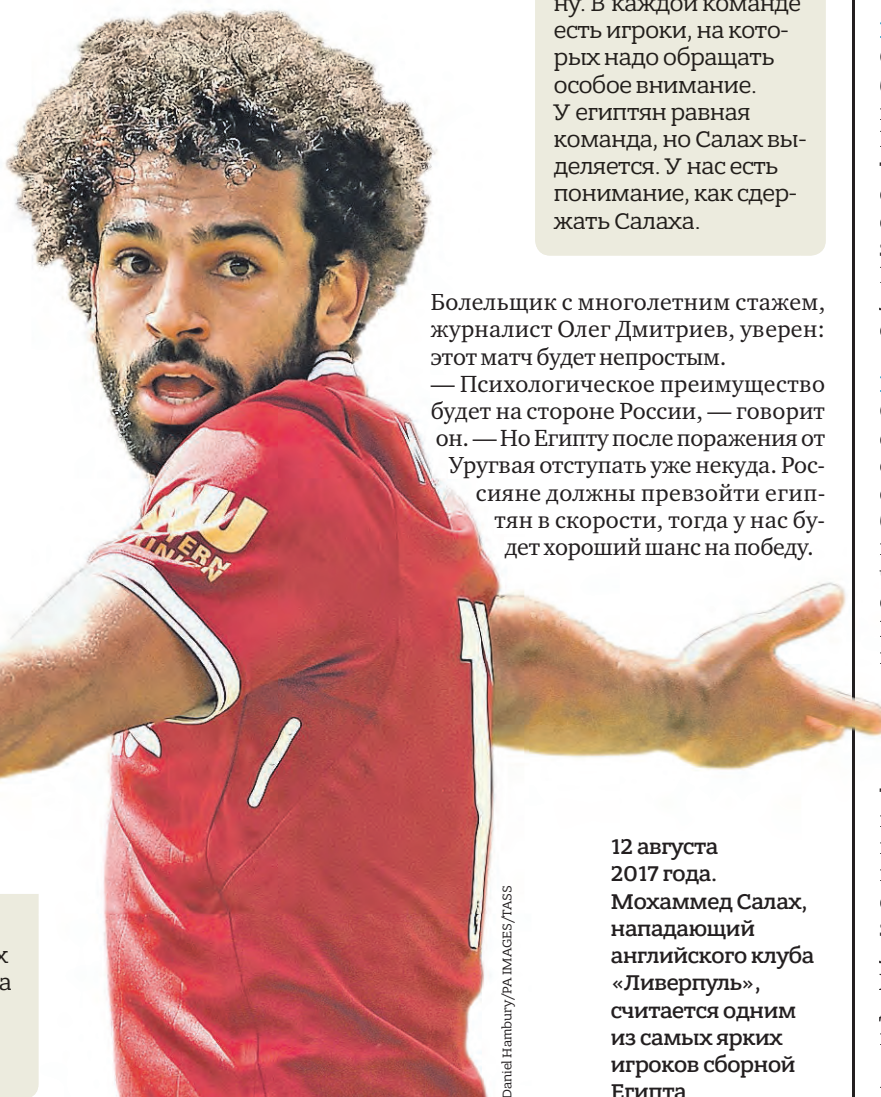 ну. В каждой команде
есть игроки, на кото-
рых надо обращать
особое внимание.
У египтян равная
команда, но Салах вы-
деляется. У нас есть
понимание, как сдер-
жать Салаха.
Болельщик с многолетним стажем,
журналист Олег Дмитриев, уверен:
этот матч будет непростым.
— Психологическое преимущество
будет на стороне России, — говорит
он. — Но Египту после поражения от
Уругвая отступать уже некуда. Рос-
сияне должны превзойти егип-
тян в скорости, тогда у нас бу-
дет хороший шанс на победу.
WU
UNION
12 августа
2017 года.
Мохаммед Салах,
нападающий
английского клуба
«Ливерпуль»,
считается одним
из самых ярких
игроков сборной
Египта
Daniel Hambury/PA IMAGES/TASS